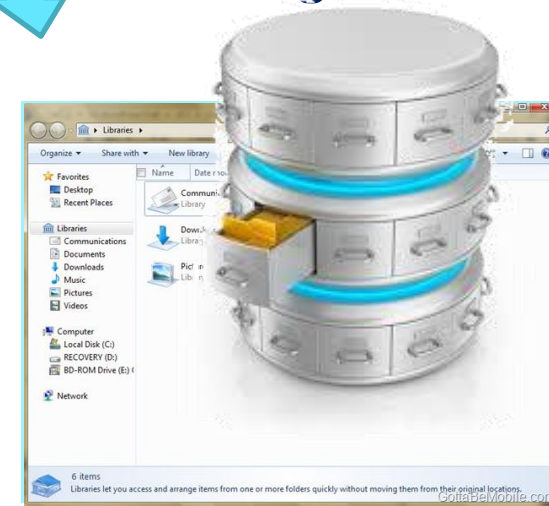 Libraries
Organize
Share with
New library
Name
Date
Favorites
Desktop
Recent Places
Libraries
Communications
Documents
Downloads
Music
Pictures
Videos
Computer
Local Disk (C:)
RECOVERY (D:)
BD-ROM Drive (E:)
Network
Communi
Library
6 items
Libraries let you access and arrange items from one or more folders quickly without moving them from their original locations.
GottaBeMobile.com